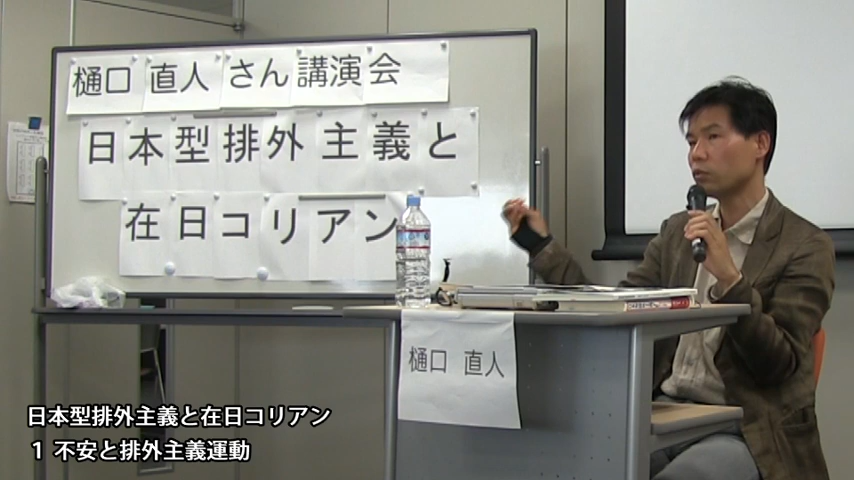 樋口 直人 さん 講演会
日本型排外主義と
在日コリアン
樋口 直人
日本型排外主義と在日コリアン
1 不安と排外主義運動